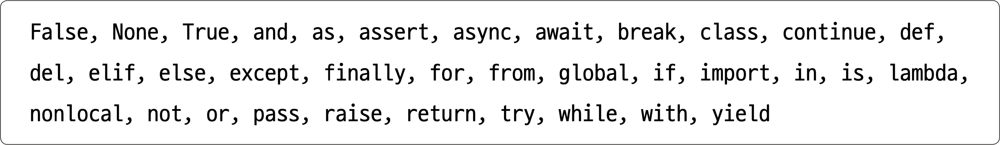 False, None, True, and, as, assert, async, await, break, class, continue, def,
del, elif, else, except, finally, for, from, global, if, import, in, is, lambda,
nonlocal, not, or, pass, raise, return, try, while, with, yield